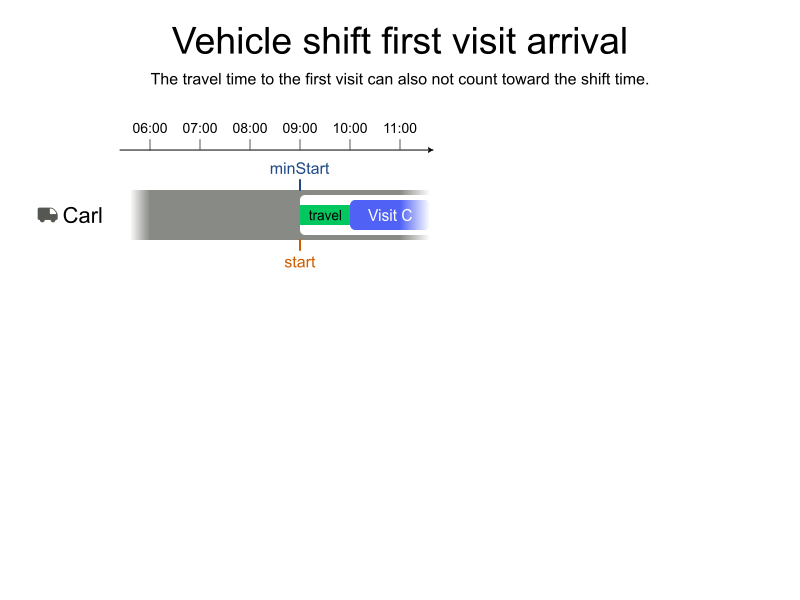 Vehicle shift first visit arrival
The travel time to the first visit can also not count toward the shift time.
06:00 07:00 08:00 09:00 10:00 11:00
minStart
Carl
travel
Visit C
start